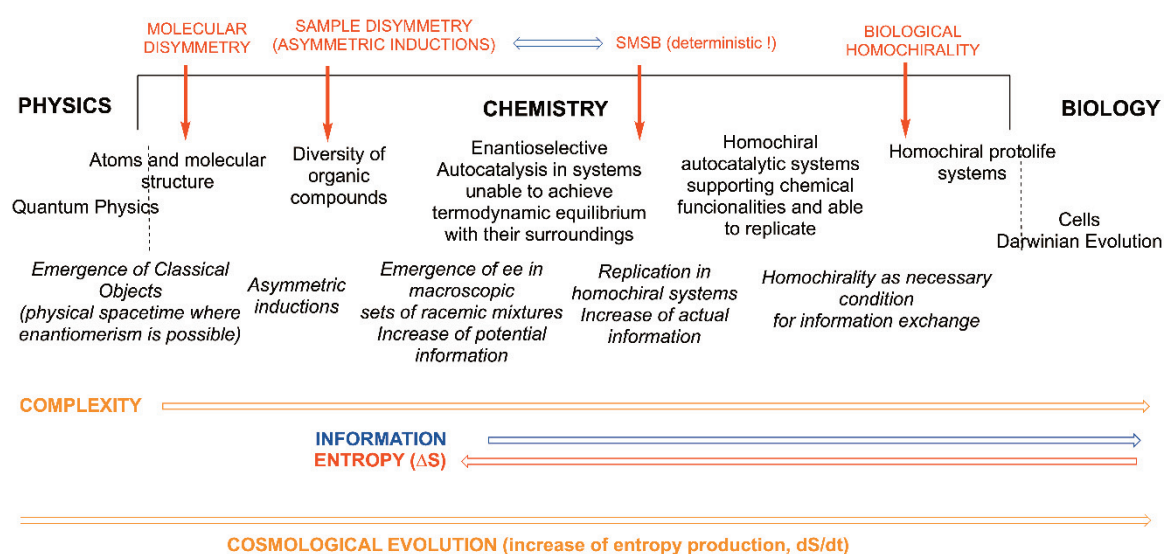 MOLECULAR
DISYMMETRY
SAMPLE DISYMMETRY
(ASYMMETRIC INDUCTIONS)
SMSB (deterministic !)
BIOLOGICAL
HOMOCHIRALITY
PHYSICS
CHEMISTRY
BIOLOGY
Atoms and molecular
structure
Quantum Physics
Diversity of
organic
compounds
Enantioselective
Autocatalysis in systems
unable to achieve
termodynamic equilibrium
with their surroundings
Homochiral
autocatalytic systems
supporting chemical
funcionalities and able
to replicate
Homochiral protolife
systems
Cells
Darwinian Evolution
Emergence of Classical
Objects
(physical spacetime where
enantiomerism is possible)
Asymmetric
inductions
Emergence of ee in
macroscopic
sets of racemic mixtures
Increase of potential
information
Replication in
homochiral systems
Increase of actual
information
Homochirality as necessary
condition
for information exchange
COMPLEXITY
INFORMATION
ENTROPY (ΔS)
COSMOLOGICAL EVOLUTION (increase of entropy production, dS/dt)